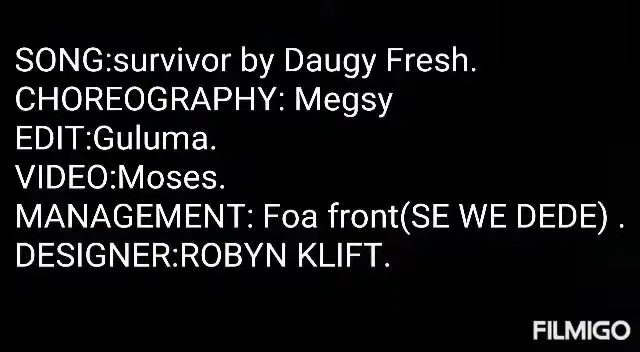 SONG:survivor by Daugy Fresh.
CHOREOGRAPHY: Megsy
EDIT:Guluma.
VIDEO:Moses.
MANAGEMENT: Foa front(SE WE DEDE) .
DESIGNER:ROBYN KLIFT.
FILMIGO